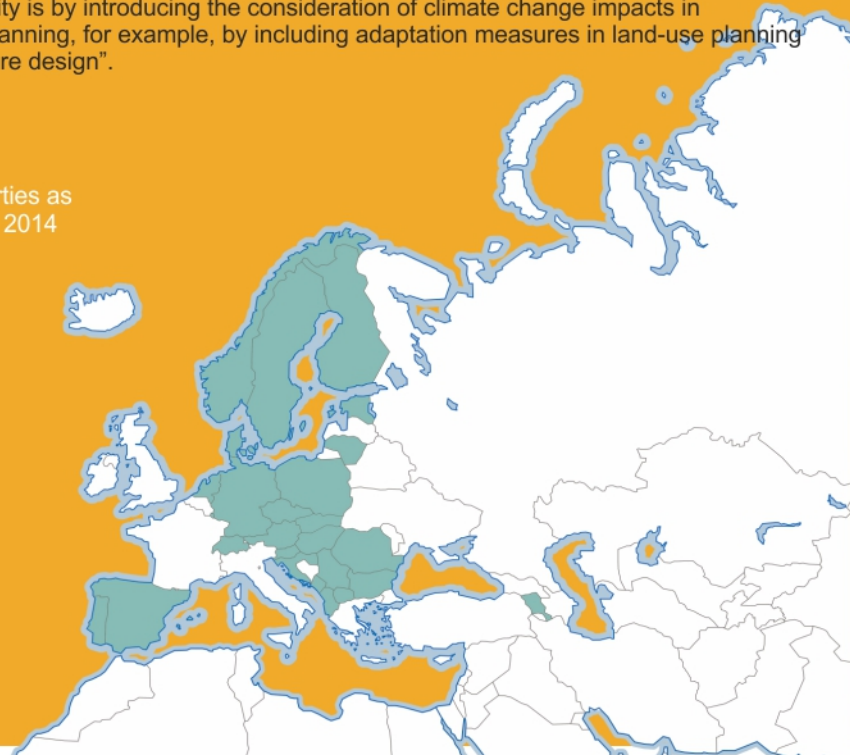 ity is by introducing the consideration of climate change impacts in
anning, for example, by including adaptation measures in land-use planning
re design”.
rties as
2014